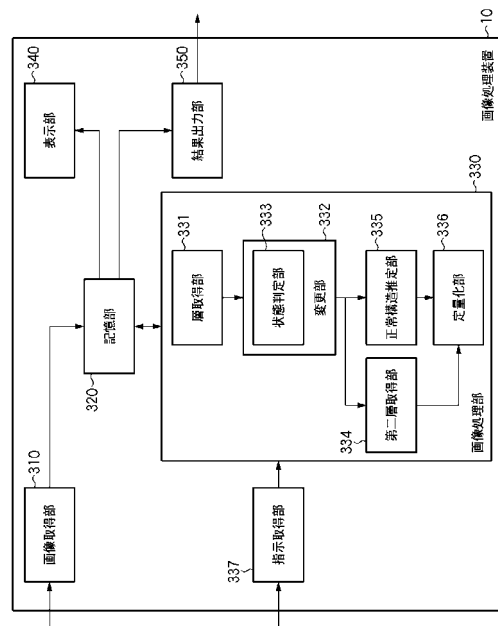 10
画像処理装置
310
画像取得部
320
記憶部
340
表示部
350
結果出力部
337
指示取得部
330
画像処理部
331
層取得部
332
変更部
333
状態判定部
334
第二層取得部
335
正常構造推定部
336
定量化部